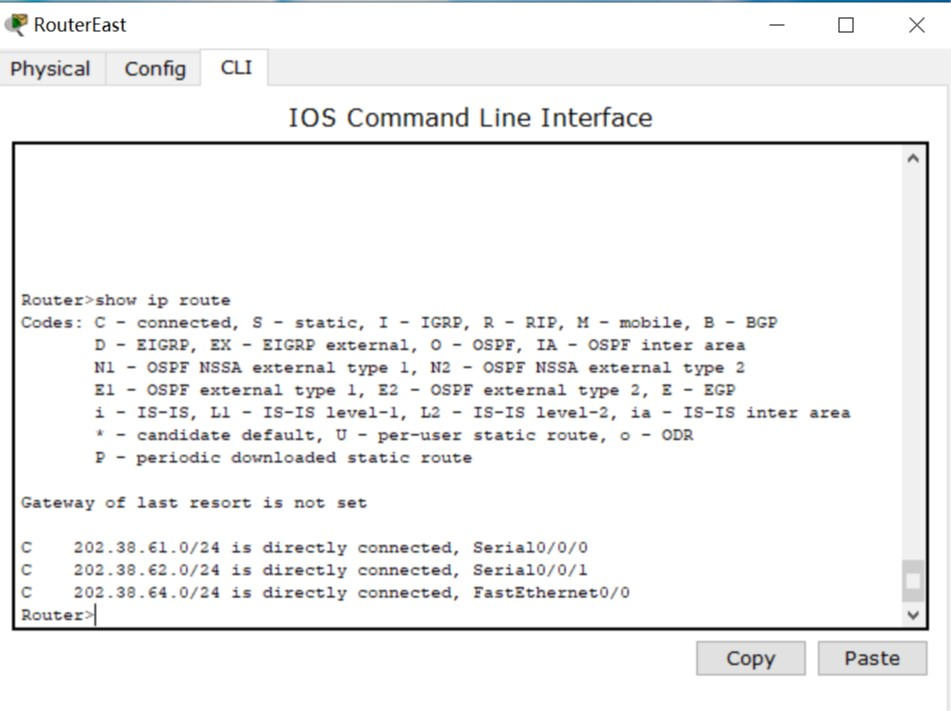 RouterEast
Physical Config CLI
IOS Command Line Interface
Router>show ip route
Codes: C - connected, S - static, I - IGRP, R - RIP, M - mobile, B - BGP
D - EIGRP, EX - EIGRP external, O - OSPF, IA - OSPF inter area
N1 - OSPF NSSA external type 1, N2 - OSPF NSSA external type 2
E1 - OSPF external type 1, E2 - OSPF external type 2, E - EGP
i - IS-IS, L1 - IS-IS level-1, L2 - IS-IS level-2, ia - IS-IS inter area
* - candidate default, U - per-user static route, o - ODR
P - periodic downloaded static route
Gateway of last resort is not set
C 202.38.61.0/24 is directly connected, Serial0/0/0
C 202.38.62.0/24 is directly connected, Serial0/0/1
C 202.38.64.0/24 is directly connected, FastEthernet0/0
Router>
Copy Paste